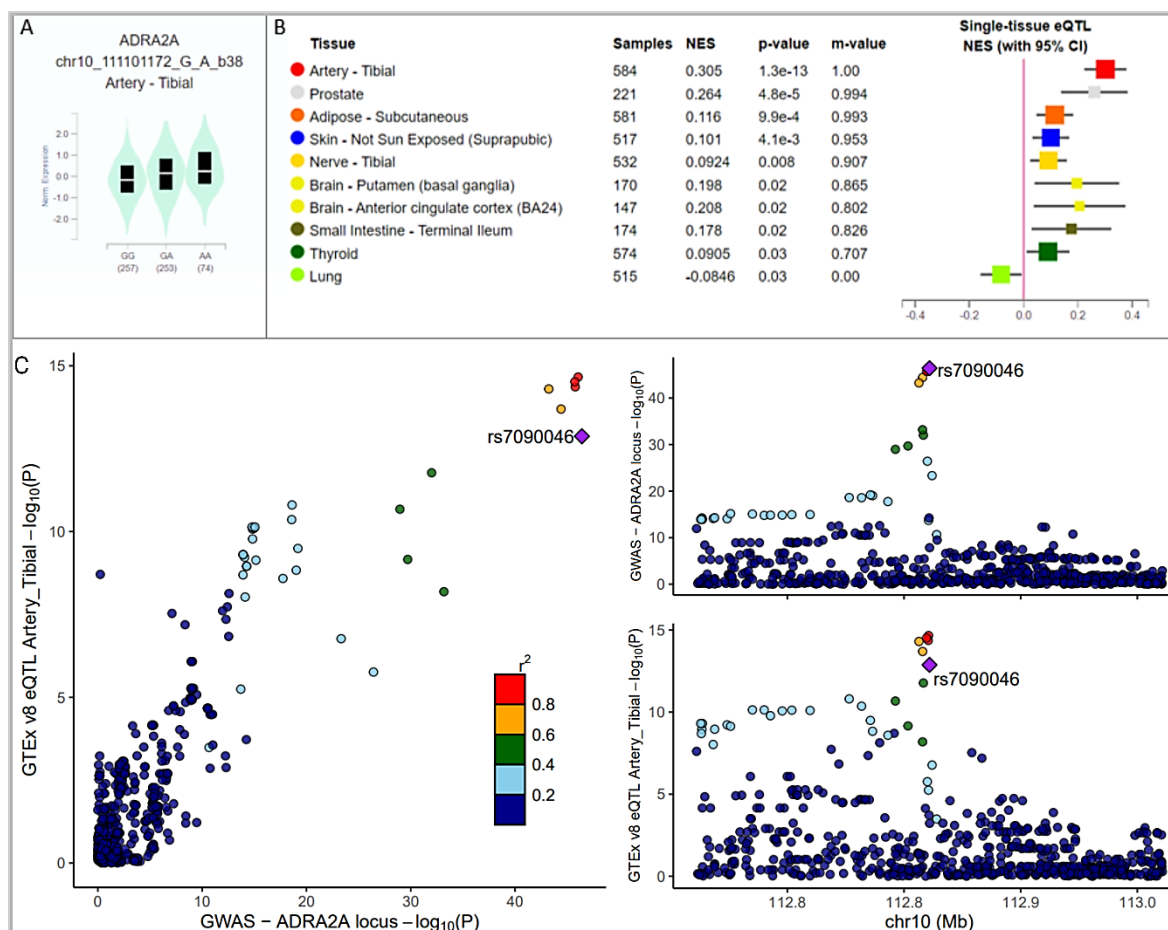 A
ADRA2A
chr10_111101172_G_A_b38
Artery - Tibial
Norm. Expression
2.0
1.0
0.0
-1.0
-2.0
GG GA AA
(257) (253) (74)
B
Tissue Samples NES p-value m-value
Single-tissue eQTL
NES (with 95% CI)
Artery - Tibial 584 0.305 1.3e-13 1.00
Prostate 221 0.264 4.8e-5 0.994
Adipose - Subcutaneous 581 0.116 9.9e-4 0.993
Skin - Not Sun Exposed (Suprapubic) 517 0.101 4.1e-3 0.953
Nerve - Tibial 532 0.0924 0.008 0.907
Brain - Putamen (basal ganglia) 170 0.198 0.02 0.865
Brain - Anterior cingulate cortex (BA24) 147 0.208 0.02 0.802
Small Intestine - Terminal Ileum 174 0.178 0.02 0.826
Thyroid 574 0.0905 0.03 0.707
Lung 515 -0.0846 0.03 0.00
-0.4 -0.2 0.0 0.2 0.4
C
GTEx v8 eQTL Artery_Tibial −log10(P)
15
10
5
0
rs7090046
r²
0.8
0.6
0.4
0.2
0 10 20 30 40
GWAS − ADRA2A locus −log10(P)
GWAS − ADRA2A locus −log10(P)
40
30
20
10
0
rs7090046
GTEx v8 eQTL Artery_Tibial −log10(P)
15
10
5
0
rs7090046
112.8 112.8 112.9 113.0
chr10 (Mb)